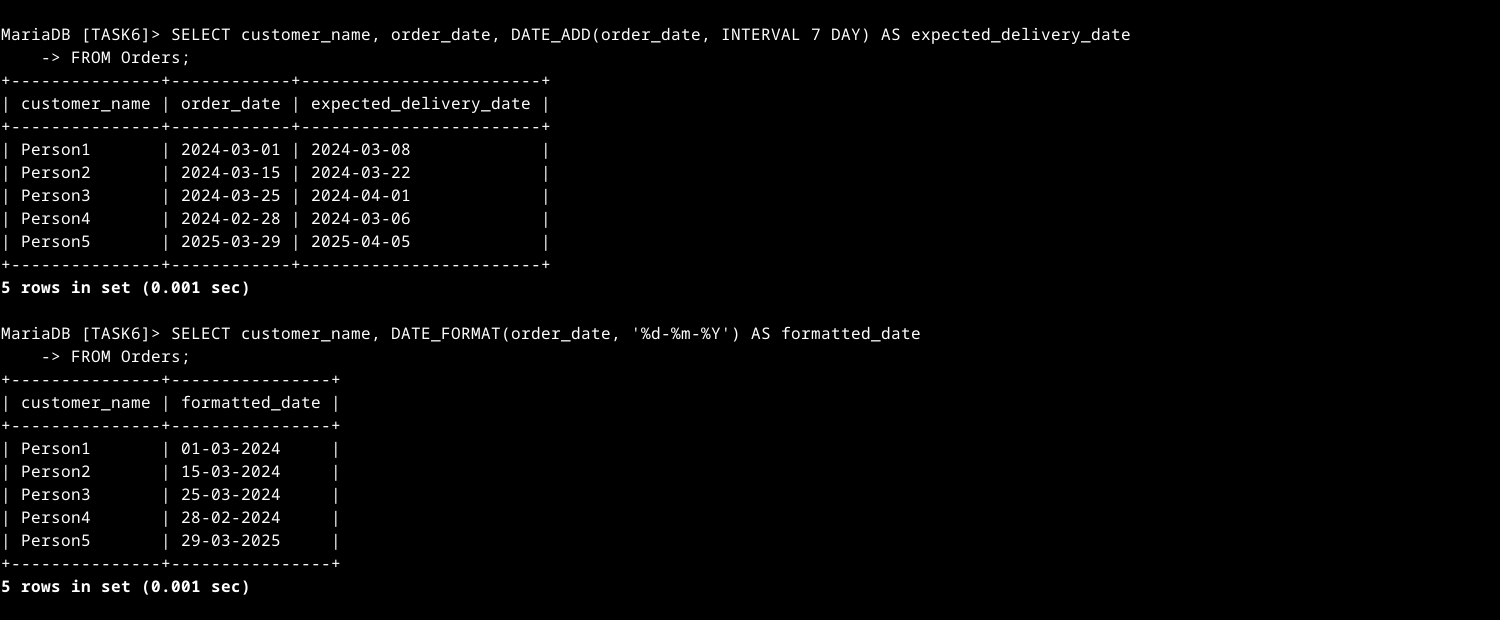 MariaDB [TASK6]> SELECT customer_name, order_date, DATE_ADD(order_date, INTERVAL 7 DAY) AS expected_delivery_date
    -> FROM Orders;
+---------------+------------+------------------------+
| customer_name | order_date | expected_delivery_date |
+---------------+------------+------------------------+
| Person1       | 2024-03-01 | 2024-03-08             |
| Person2       | 2024-03-15 | 2024-03-22             |
| Person3       | 2024-03-25 | 2024-04-01             |
| Person4       | 2024-02-28 | 2024-03-06             |
| Person5       | 2025-03-29 | 2025-04-05             |
+---------------+------------+------------------------+
5 rows in set (0.001 sec)
MariaDB [TASK6]> SELECT customer_name, DATE_FORMAT(order_date, '%d-%m-%Y') AS formatted_date
    -> FROM Orders;
+---------------+----------------+
| customer_name | formatted_date |
+---------------+----------------+
| Person1       | 01-03-2024     |
| Person2       | 15-03-2024     |
| Person3       | 25-03-2024     |
| Person4       | 28-02-2024     |
| Person5       | 29-03-2025     |
+---------------+----------------+
5 rows in set (0.001 sec)